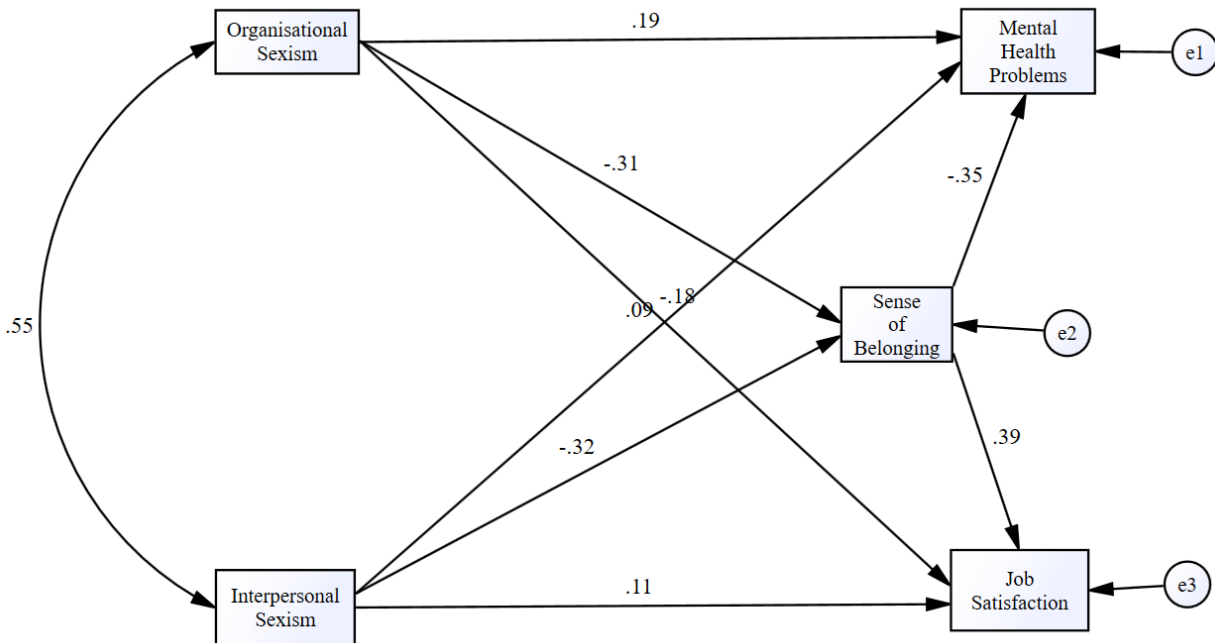 Organisational
Sexism
.19
Mental
Health
Problems
e1
-.31
-.35
.55
.09
-.18
Sense
of
Belonging
e2
-.32
.39
Interpersonal
Sexism
.11
Job
Satisfaction
e3